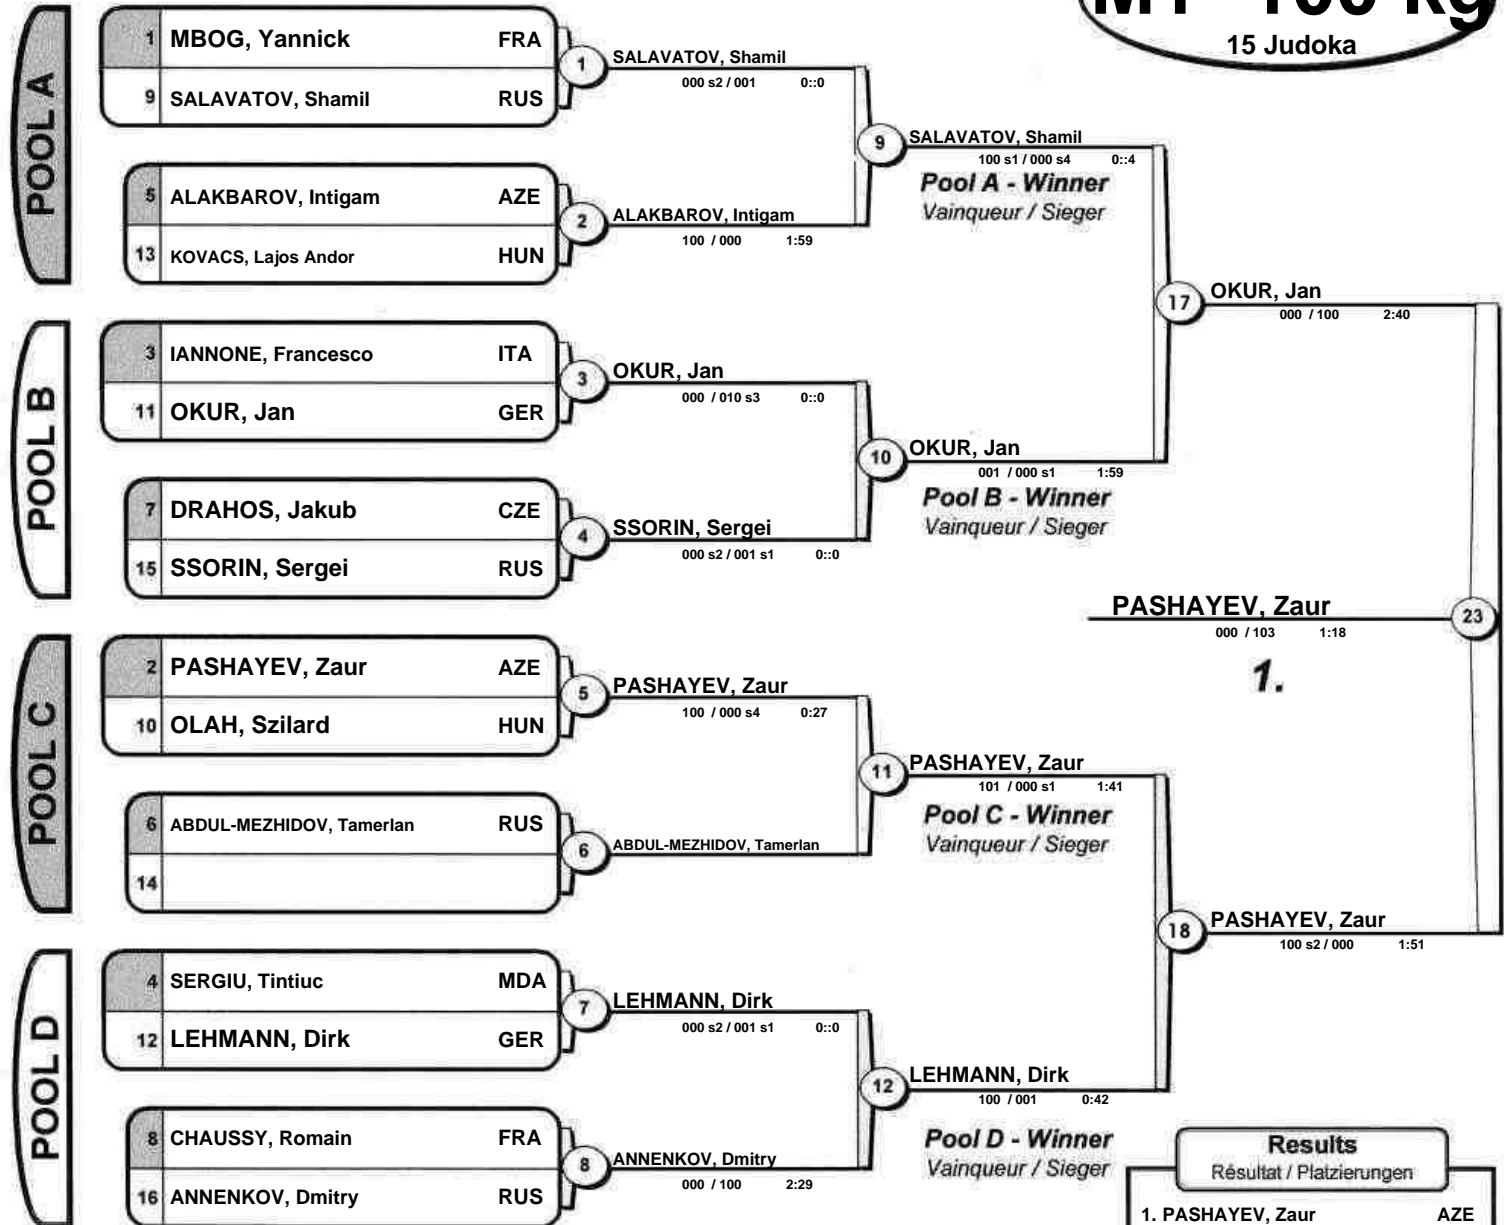 15 Judoka
POOL A
1 MBOG, Yannick FRA
9 SALAVATOV, Shamil RUS
1
SALAVATOV, Shamil
000 s2 / 001 0::0
5 ALAKBAROV, Intigam AZE
13 KOVACS, Lajos Andor HUN
2
ALAKBAROV, Intigam
100 / 000 1:59
9
SALAVATOV, Shamil
100 s1 / 000 s4 0::4
Pool A - Winner
Vainqueur / Sieger
POOL B
3 IANNONE, Francesco ITA
11 OKUR, Jan GER
3
OKUR, Jan
000 / 010 s3 0::0
7 DRAHOS, Jakub CZE
15 SSORIN, Sergei RUS
4
SSORIN, Sergei
000 s2 / 001 s1 0::0
10
OKUR, Jan
001 / 000 s1 1:59
Pool B - Winner
Vainqueur / Sieger
17
OKUR, Jan
000 / 100 2:40
POOL C
2 PASHAYEV, Zaur AZE
10 OLAH, Szilard HUN
5
PASHAYEV, Zaur
100 / 000 s4 0:27
6 ABDUL-MEZHIDOV, Tamerlan RUS
14
6
ABDUL-MEZHIDOV, Tamerlan
11
PASHAYEV, Zaur
101 / 000 s1 1:41
Pool C - Winner
Vainqueur / Sieger
POOL D
4 SERGIU, Tintiuc MDA
12 LEHMANN, Dirk GER
7
LEHMANN, Dirk
000 s2 / 001 s1 0::0
8 CHAUSSY, Romain FRA
16 ANNENKOV, Dmitry RUS
8
ANNENKOV, Dmitry
000 / 100 2:29
12
LEHMANN, Dirk
100 / 001 0:42
Pool D - Winner
Vainqueur / Sieger
18
PASHAYEV, Zaur
100 s2 / 000 1:51
PASHAYEV, Zaur
000 / 103 1:18
23
1.
Results
Résultat / Platzierungen
1. PASHAYEV, Zaur AZE